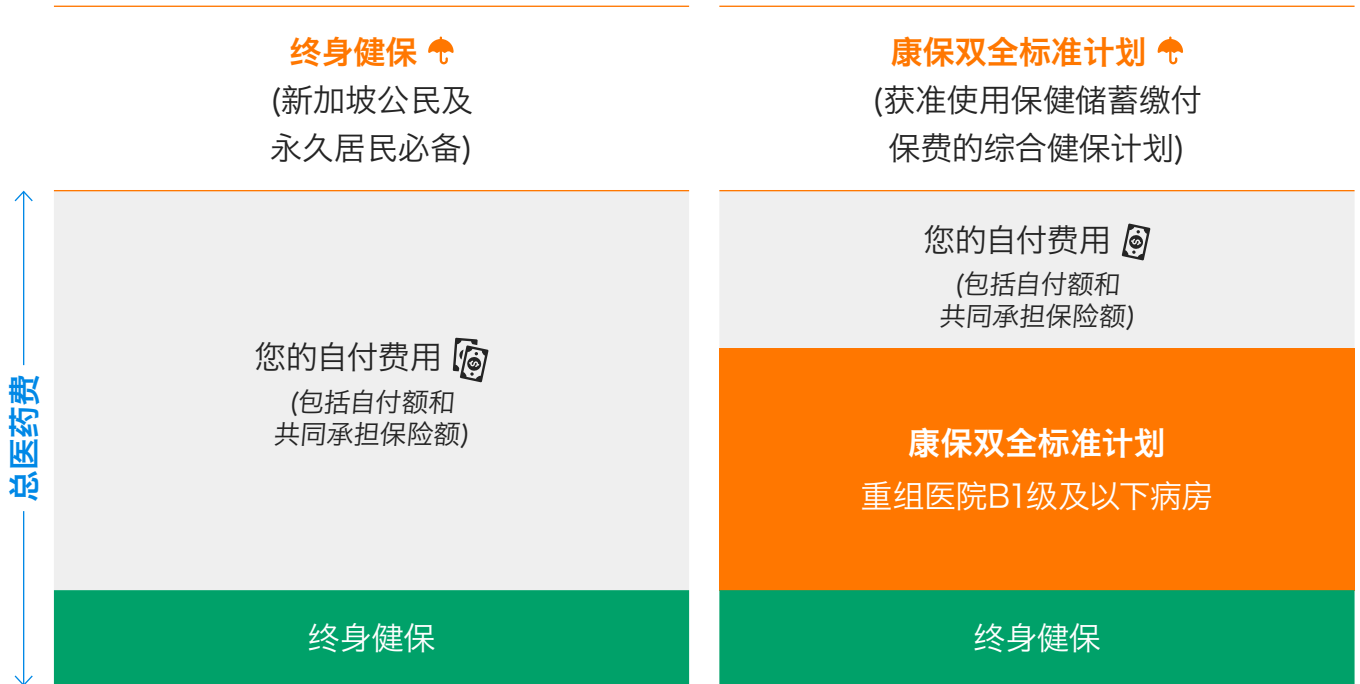 终身健保
(新加坡公民及
永久居民必备)
康保双全标准计划
(获准使用保健储蓄缴付
保费的综合健保计划)
总医药费
您的自付费用
(包括自付额和
共同承担保险额)
终身健保
您的自付费用
(包括自付额和
共同承担保险额)
康保双全标准计划
重组医院B1级及以下病房
终身健保